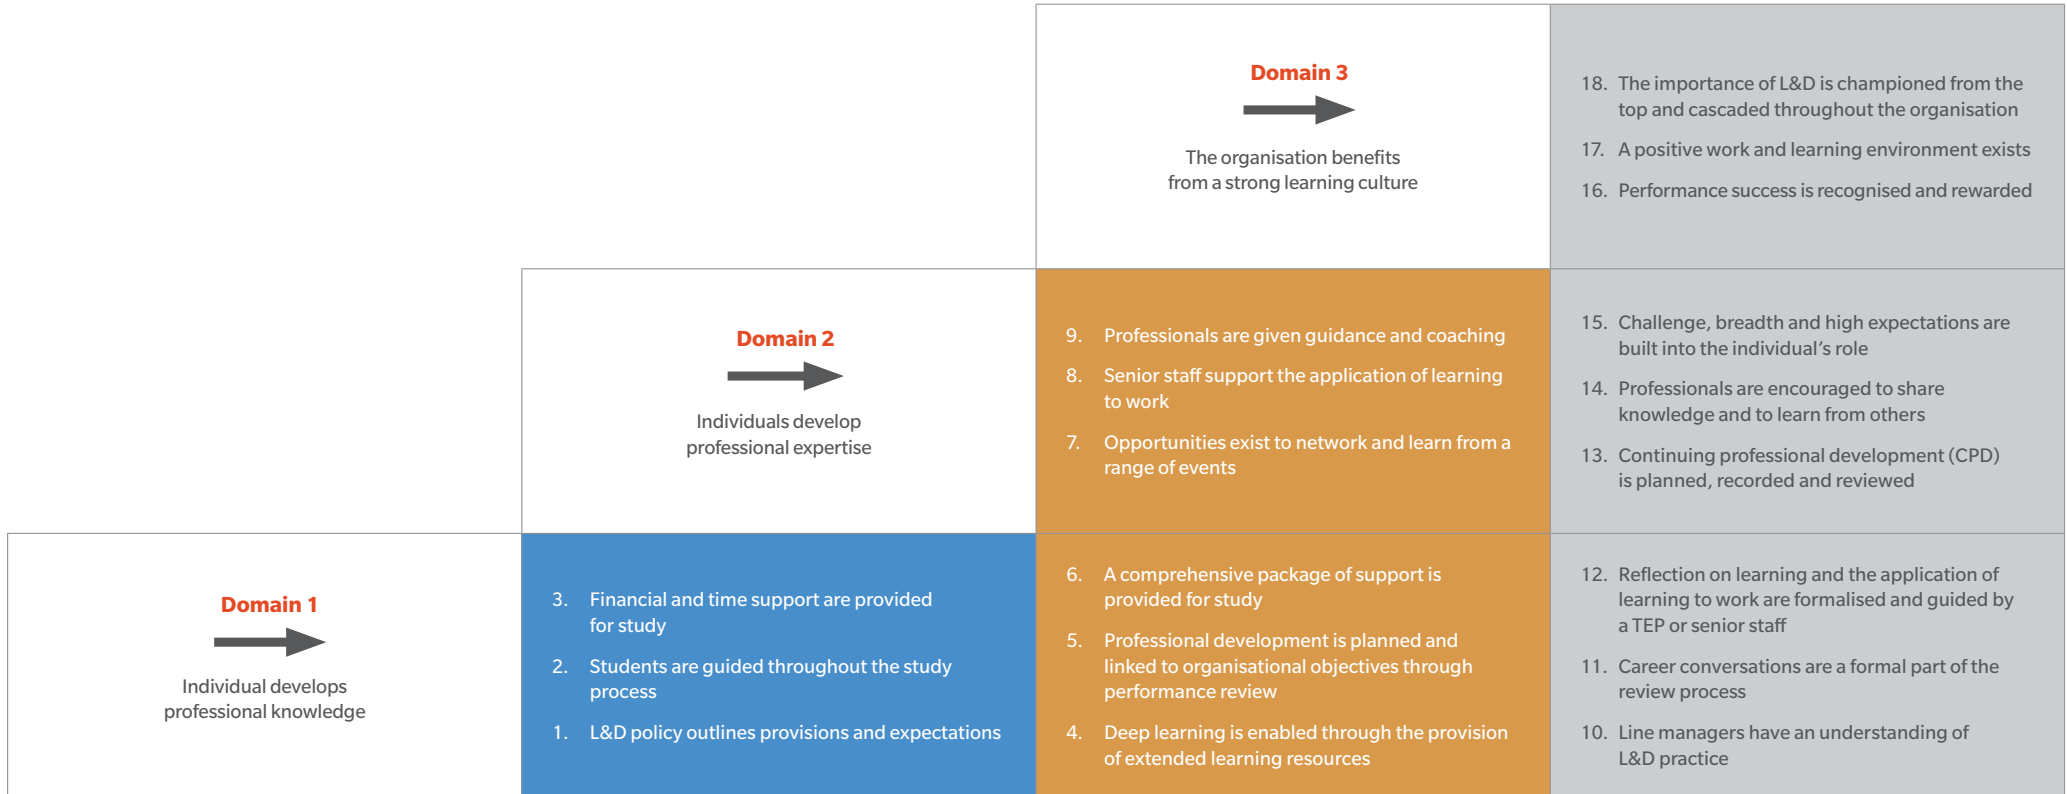 Domain 3
The organisation benefits
from a strong learning culture
18. The importance of L&D is championed from the
top and cascaded throughout the organisation
17. A positive work and learning environment exists
16. Performance success is recognised and rewarded
Domain 2
Individuals develop
professional expertise
9. Professionals are given guidance and coaching
8. Senior staff support the application of learning
to work
7. Opportunities exist to network and learn from a
range of events
15. Challenge, breadth and high expectations are
built into the individual’s role
14. Professionals are encouraged to share
knowledge and to learn from others
13. Continuing professional development (CPD)
is planned, recorded and reviewed
Domain 1
Individual develops
professional knowledge
3. Financial and time support are provided
for study
2. Students are guided throughout the study
process
1. L&D policy outlines provisions and expectations
6. A comprehensive package of support is
provided for study
5. Professional development is planned and
linked to organisational objectives through
performance review
4. Deep learning is enabled through the provision
of extended learning resources
12. Reflection on learning and the application of
learning to work are formalised and guided by
a TEP or senior staff
11. Career conversations are a formal part of the
review process
10. Line managers have an understanding of
L&D practice